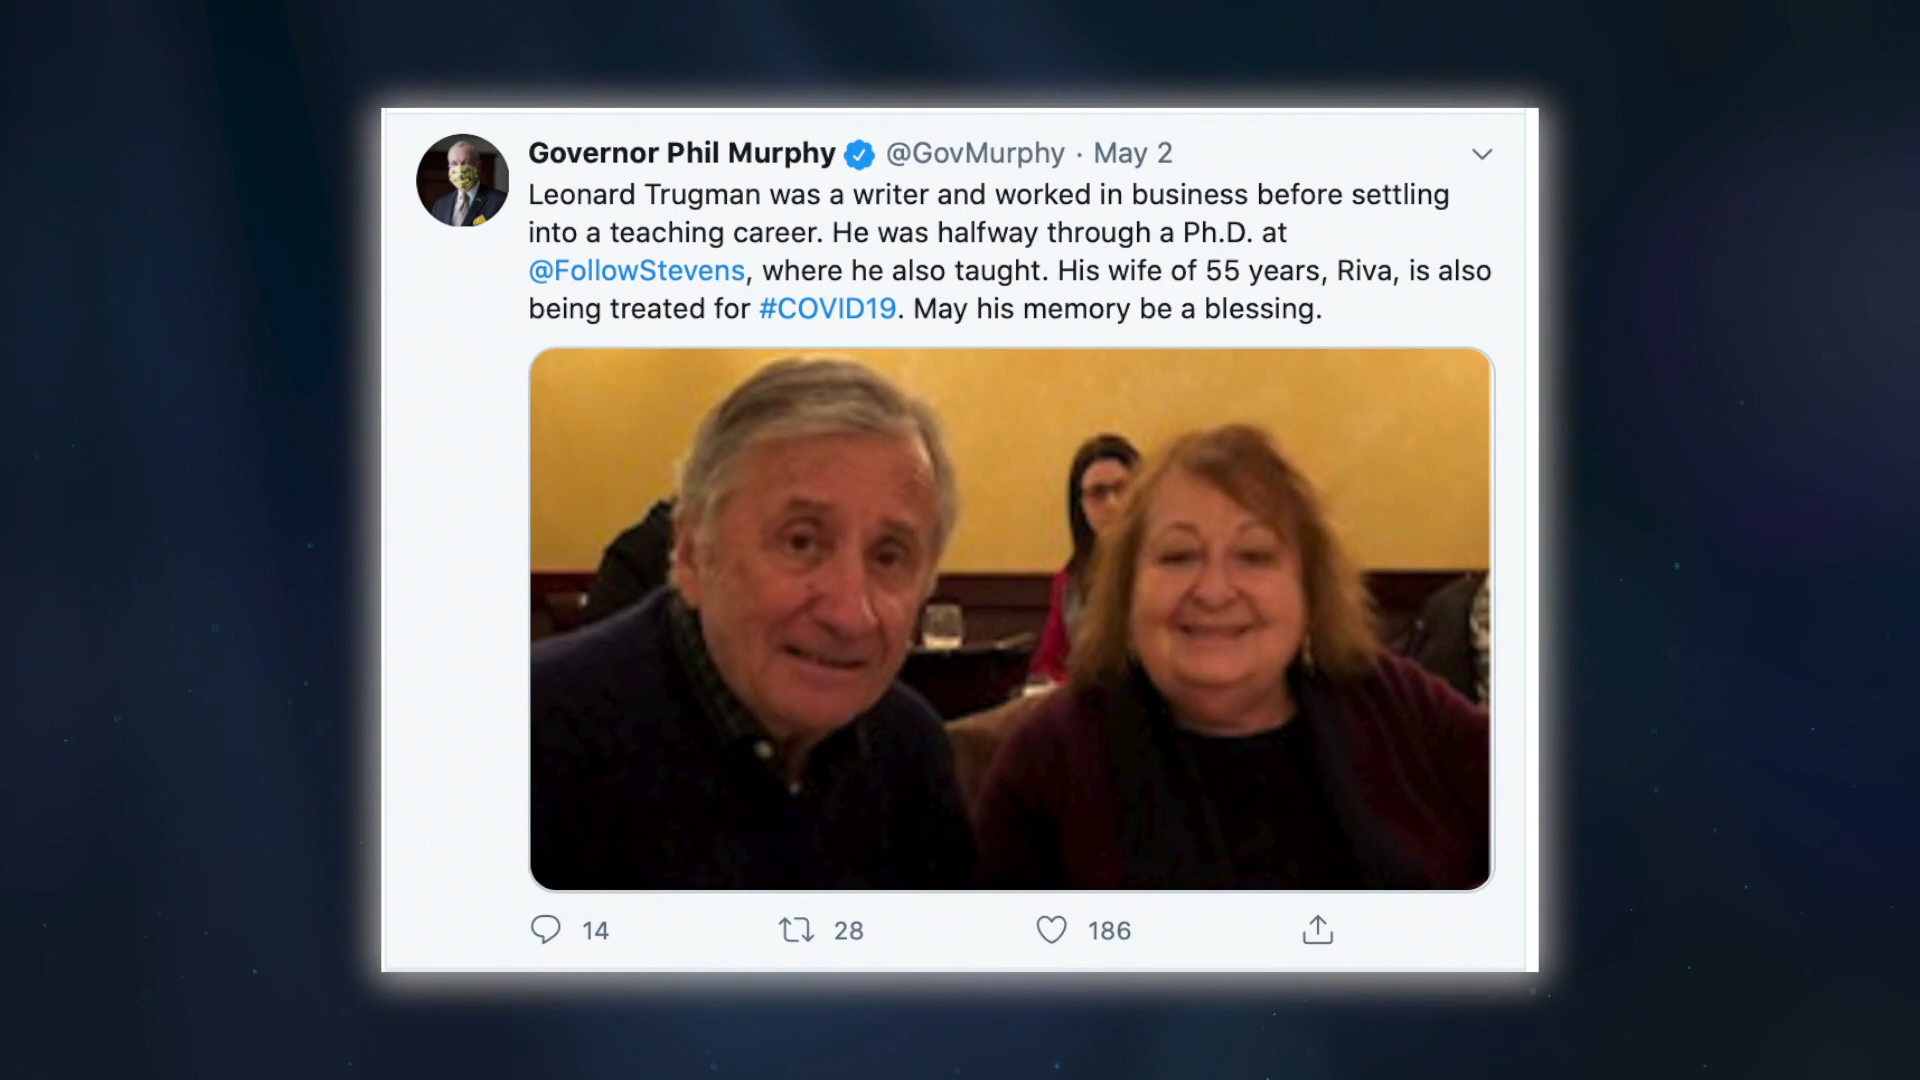 Governor Phil Murphy @GovMurphy · May 2
Leonard Trugman was a writer and worked in business before settling
into a teaching career. He was halfway through a Ph.D. at
@FollowStevens, where he also taught. His wife of 55 years, Riva, is also
being treated for #COVID19. May his memory be a blessing.
14 28 186